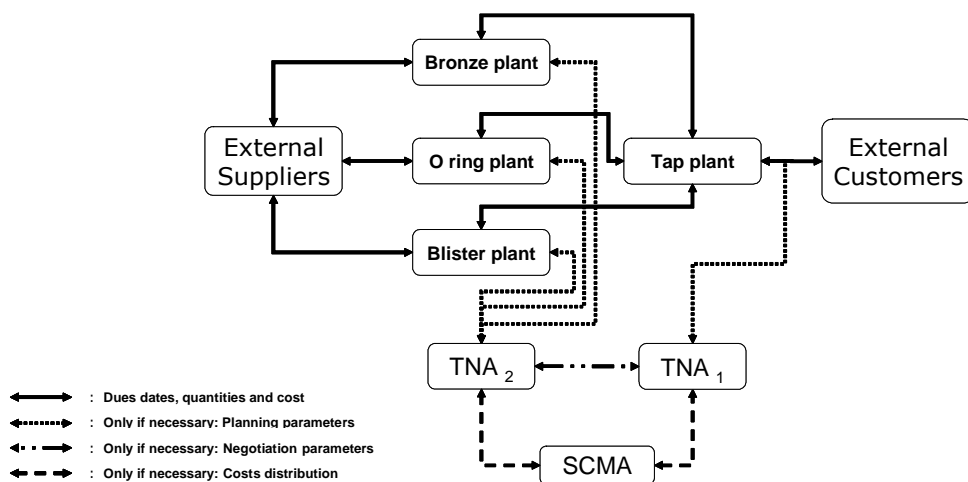 Bronze plant
External
Suppliers
O ring plant
Tap plant
External
Customers
Blister plant
TNA 2
TNA 1
SCMA
: Dues dates, quantities and cost
: Only if necessary: Planning parameters
: Only if necessary: Negotiation parameters
: Only if necessary: Costs distribution